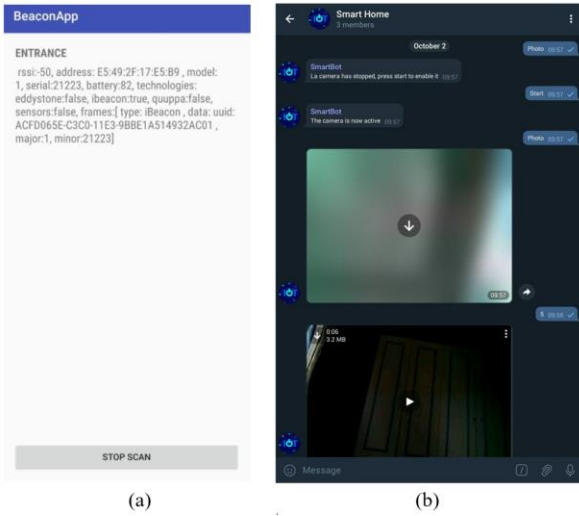 BeaconApp
ENTRANCE
rssi:-50, address: E5:49:2F:17:E5:B9 , model:
1, serial:21223, battery:82, technologies:
eddystone:false, ibeacon:true, quuppa:false,
sensors:false, frames:[ type: iBeacon , data: uuid:
ACFD065E-C3C0-11E3-9BBE1A514932AC01 ,
major:1, minor:21223]
STOP SCAN
(a)
Smart Home
3 members
October 2
Photo 09:57
SmartBot
La camera has stopped, press start to enable it 09:57
Start 09:57
SmartBot
The camera is now active 09:57
Photo 09:57
09:57
5 09:58
0:06
3.2 MB
Message
(b)